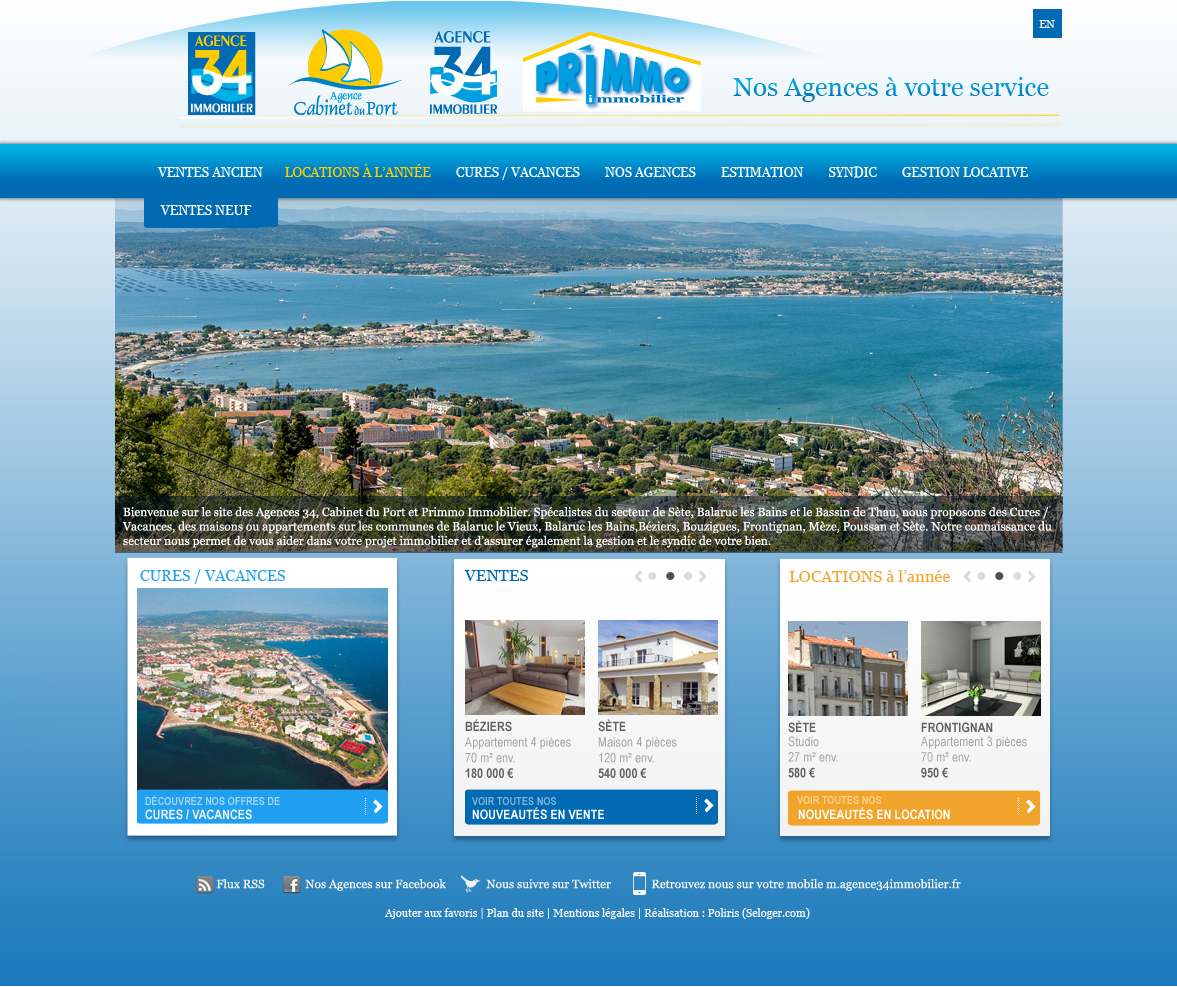 EN
AGENCE
34
IMMOBILIER
Agence
Cabinet du Port
AGENCE
34
IMMOBILIER
PRIMMO
immobilier
Nos Agences à votre service
VENTES ANCIEN LOCATIONS À L'ANNÉE CURES / VACANCES NOS AGENCES ESTIMATION SYNDIC GESTION LOCATIVE
VENTES NEUF
Bienvenue sur le site des Agences 34, Cabinet du Port et Primmo Immobilier. Spécalistes du secteur de Sète, Balaruc les Bains et le Bassin de Thau, nous proposons des Cures /
Vacances, des maisons ou appartements sur les communes de Balaruc le Vieux, Balaruc les Bains,Béziers, Bouzigues, Frontignan, Mèze, Poussan et Sète. Notre connaissance du
secteur nous permet de vous aider dans votre projet immobilier et d'assurer également la gestion et le syndic de votre bien.
CURES / VACANCES
DÉCOUVREZ NOS OFFRES DE
CURES / VACANCES
VENTES
BÉZIERS
Appartement 4 pièces
70 m² env.
180 000 €
SÈTE
Maison 4 pièces
120 m² env.
540 000 €
VOIR TOUTES NOS
NOUVEAUTÉS EN VENTE
LOCATIONS à l'année
SÈTE
Studio
27 m² env.
580 €
FRONTIGNAN
Appartement 3 pièces
70 m² env.
950 €
VOIR TOUTES NOS
NOUVEAUTÉS EN LOCATION
Flux RSS Nos Agences sur Facebook Nous suivre sur Twitter Retrouvez nous sur votre mobile m.agence34immobilier.fr
Ajouter aux favoris | Plan du site | Mentions légales | Réalisation : Poliris (Seloger.com)